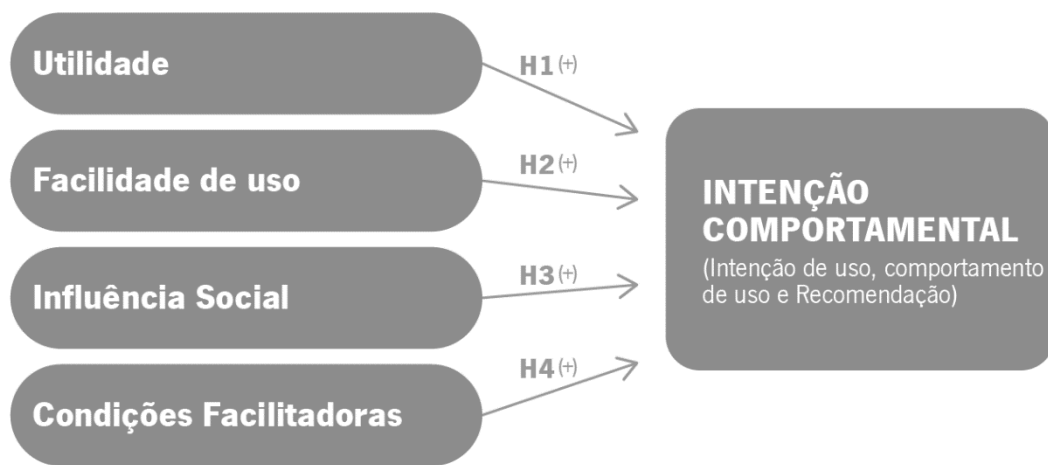 Utilidade
H1 (+)
Facilidade de uso
H2 (+)
Influência Social
H3 (+)
Condições Facilitadoras
H4 (+)
INTENÇÃO
COMPORTAMENTAL
(Intenção de uso, comportamento
de uso e Recomendação)